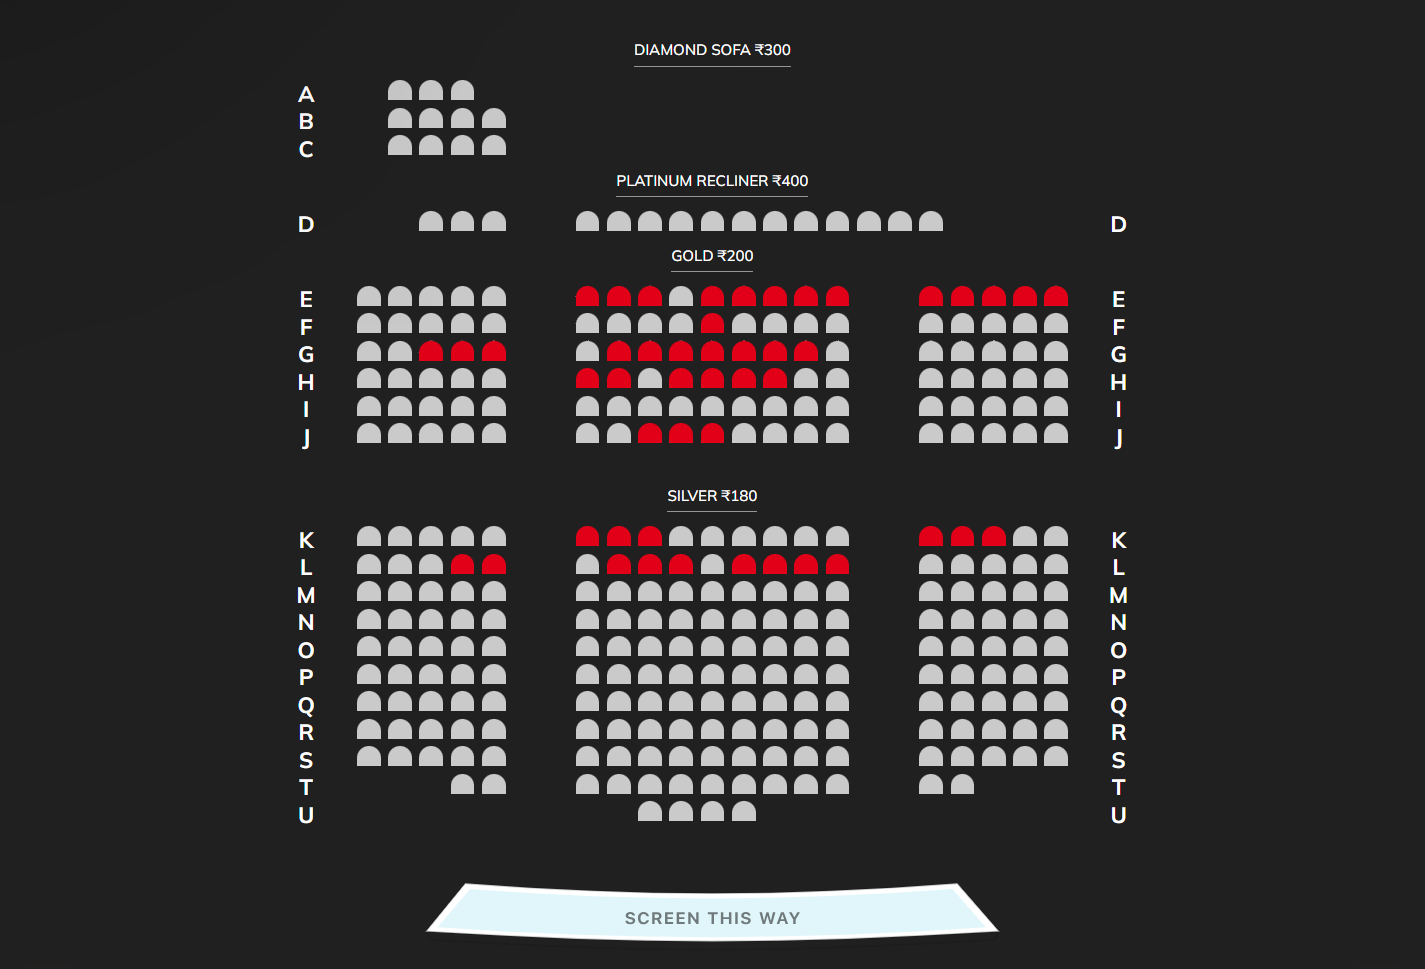 DIAMOND SOFA ₹300
A
B
C
PLATINUM RECLINER ₹400
D D
GOLD ₹200
E E
F F
G G
H H
I I
J J
SILVER ₹180
K K
L L
M M
N N
O O
P P
Q Q
R R
S S
T T
U U
SCREEN THIS WAY